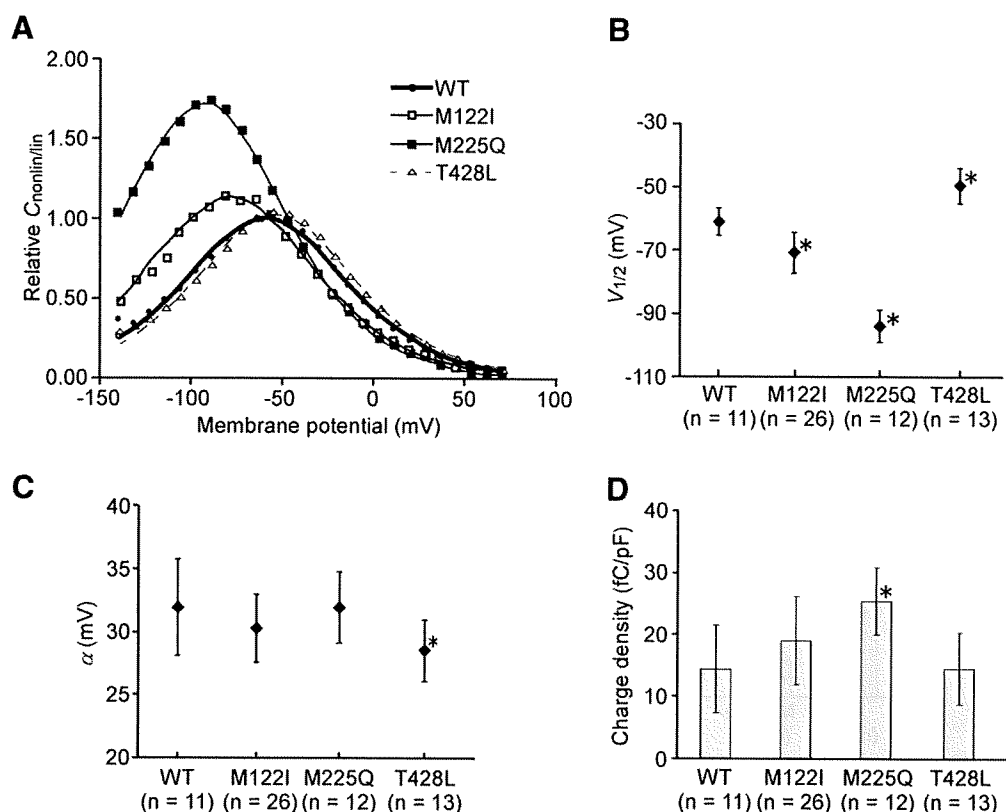 A
2.00
1.50
1.00
0.50
0.00
Relative Cnonlin/lin
-150
-100
-50
0
50
100
Membrane potential (mV)
WT
M122I
M225Q
T428L
B
-30
-50
-70
-90
-110
V1/2 (mV)
*
*
*
WT M122I M225Q T428L
(n = 11) (n = 26) (n = 12) (n = 13)
C
40
35
30
25
20
α (mV)
*
WT M122I M225Q T428L
(n = 11) (n = 26) (n = 12) (n = 13)
D
40
30
20
10
0
Charge density (fC/pF)
*
WT M122I M225Q T428L
(n = 11) (n = 26) (n = 12) (n = 13)